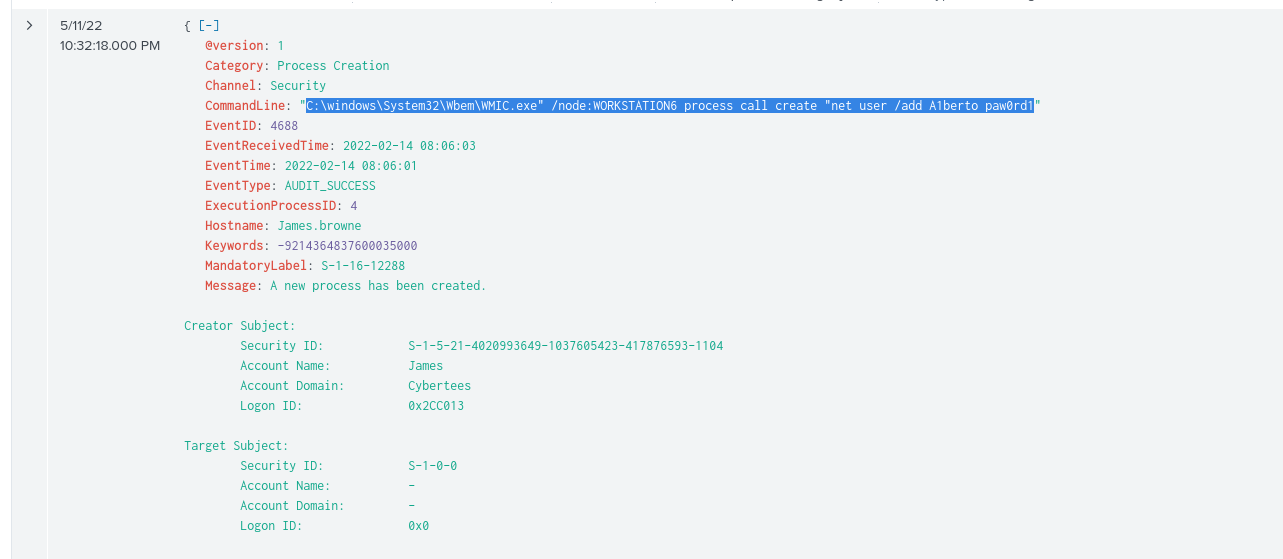 5/11/22
10:32:18.000 PM
{ [-]
@version: 1
Category: Process Creation
Channel: Security
CommandLine: "C:\windows\System32\Wbem\WMIC.exe" /node:WORKSTATION6 process call create "net user /add A1berto paw0rd1"
EventID: 4688
EventReceivedTime: 2022-02-14 08:06:03
EventTime: 2022-02-14 08:06:01
EventType: AUDIT_SUCCESS
ExecutionProcessID: 4
Hostname: James.browne
Keywords: -9214364837600035000
MandatoryLabel: S-1-16-12288
Message: A new process has been created.
Creator Subject:
Security ID: S-1-5-21-4020993649-1037605423-417876593-1104
Account Name: James
Account Domain: Cybertees
Logon ID: 0x2CC013
Target Subject:
Security ID: S-1-0-0
Account Name: -
Account Domain: -
Logon ID: 0x0